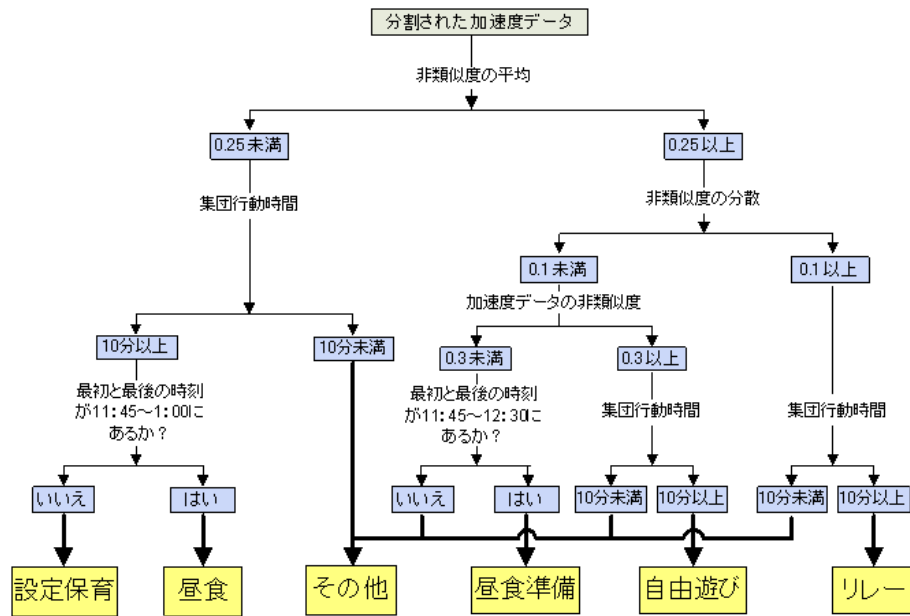 分割された加速度データ
非類似度の平均
0.25未満
0.25以上
集団行動時間
非類似度の分散
0.1未満
0.1以上
加速度データの非類似度
10分以上
10分未満
0.3未満
0.3以上
最初と最後の時刻
が11:45～1:00に
あるか？
最初と最後の時刻
が11:45～12:30に
あるか？
集団行動時間
集団行動時間
いいえ
はい
いいえ
はい
10分未満
10分以上
10分未満
10分以上
設定保育
昼食
その他
昼食準備
自由遊び
リレー